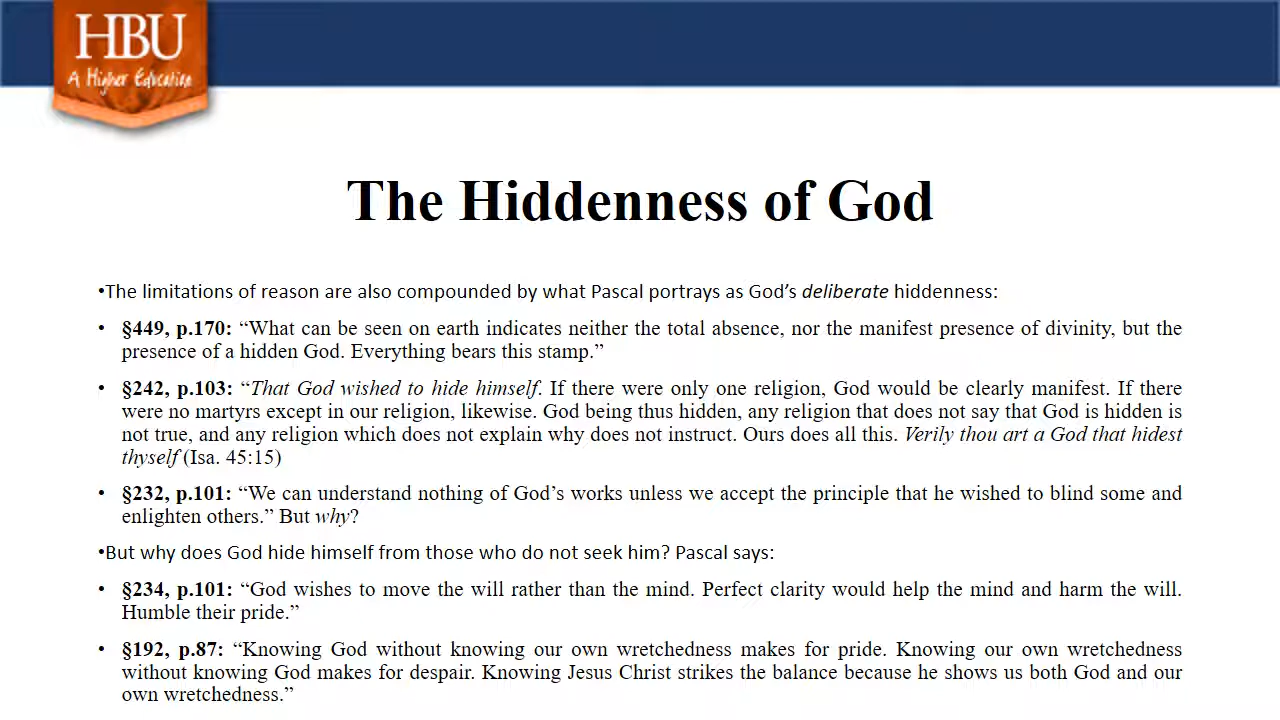 HBU
A Higher Education
The Hiddenness of God
•The limitations of reason are also compounded by what Pascal portrays as God’s deliberate hiddenness:
• §449, p.170: “What can be seen on earth indicates neither the total absence, nor the manifest presence of divinity, but the
presence of a hidden God. Everything bears this stamp.”
• §242, p.103: “That God wished to hide himself. If there were only one religion, God would be clearly manifest. If there
were no martyrs except in our religion, likewise. God being thus hidden, any religion that does not say that God is hidden is
not true, and any religion which does not explain why does not instruct. Ours does all this. Verily thou art a God that hidest
thyself (Isa. 45:15)
• §232, p.101: “We can understand nothing of God’s works unless we accept the principle that he wished to blind some and
enlighten others.” But why?
•But why does God hide himself from those who do not seek him? Pascal says:
• §234, p.101: “God wishes to move the will rather than the mind. Perfect clarity would help the mind and harm the will.
Humble their pride.”
• §192, p.87: “Knowing God without knowing our own wretchedness makes for pride. Knowing our own wretchedness
without knowing God makes for despair. Knowing Jesus Christ strikes the balance because he shows us both God and our
own wretchedness.”